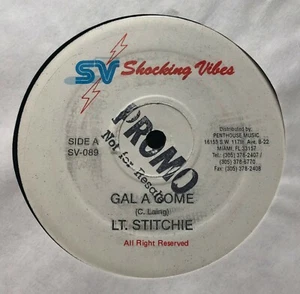 SV Shocking Vibes
SIDE A
SV-089
PROMO
Not for Resale
Distributed by:
PENTHOUSE MUSIC
16155 S.W. 117th Ave. B-22
MIAMI, FL 33157
Tel: (305) 378-2407 /
(305) 378-6770
Fax: (305) 378-2408
GAL A COME
(C. Laing)
LT. STITCHIE
All Right Reserved